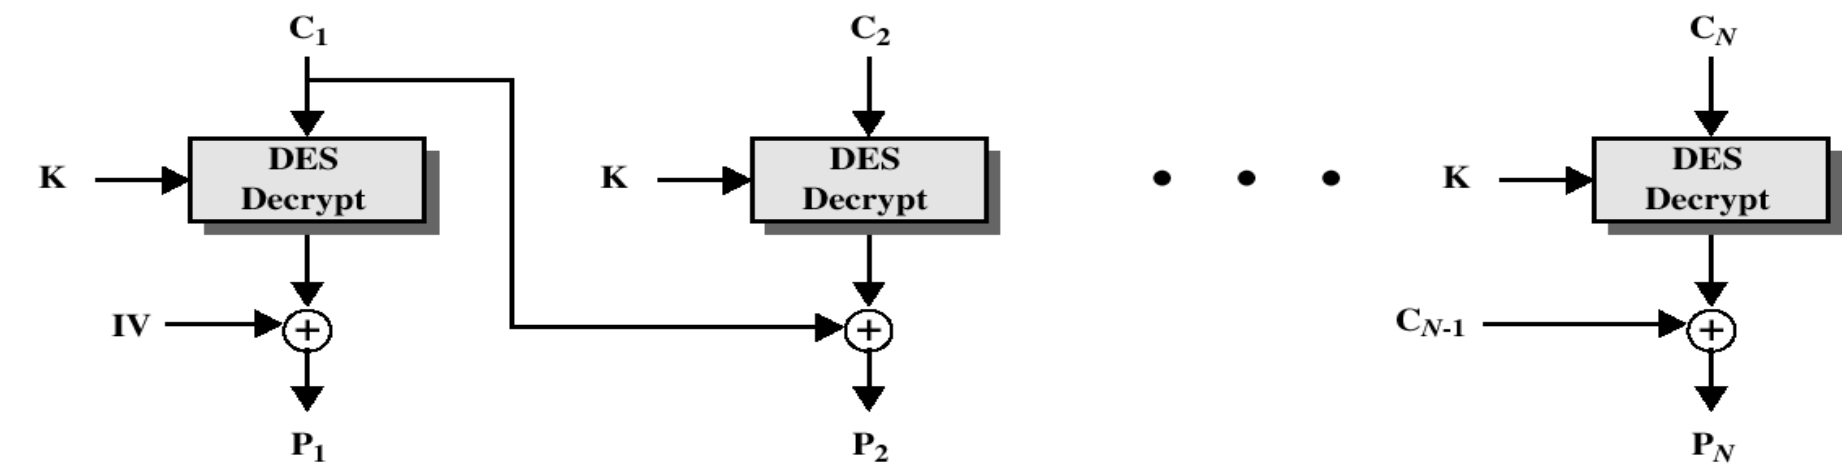 C1 C2 CN
K DES Decrypt K DES Decrypt K DES Decrypt
IV + + CN-1 +
P1 P2 PN